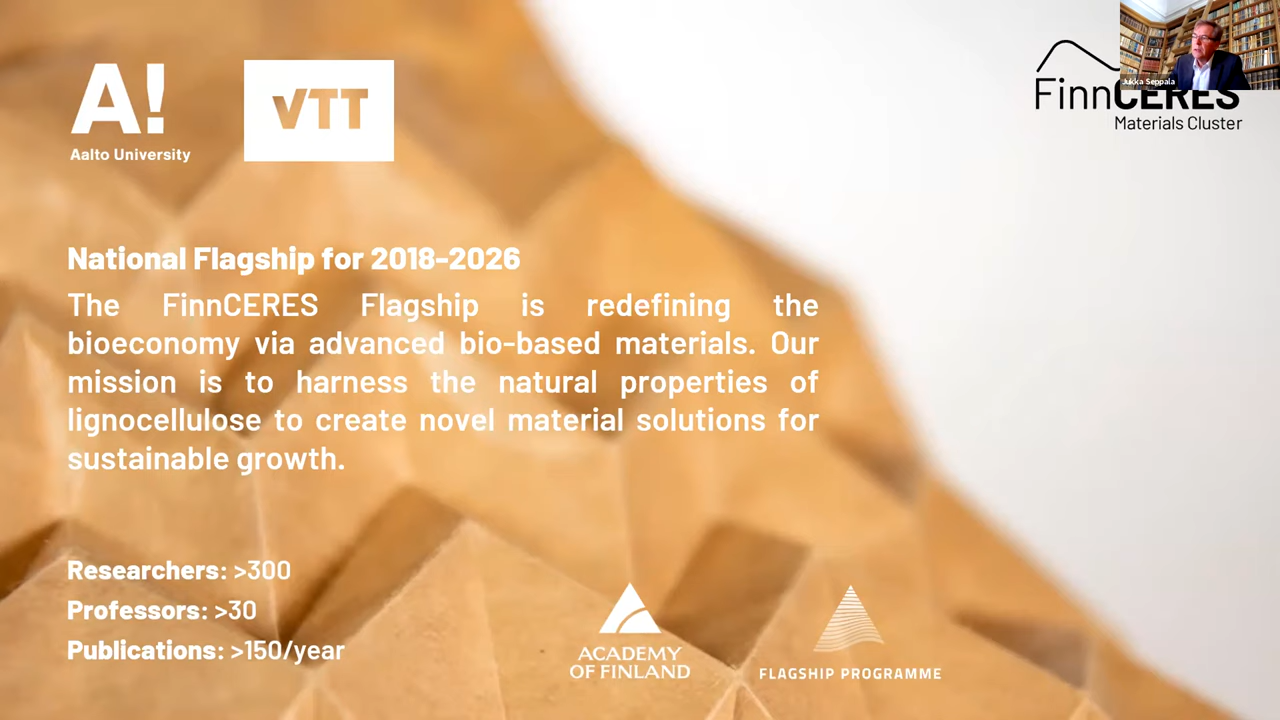 A!
Aalto University
VTT
Jukka Seppala
FinnCERES
Materials Cluster
National Flagship for 2018-2026
The FinnCERES Flagship is redefining the
bioeconomy via advanced bio-based materials. Our
mission is to harness the natural properties of
lignocellulose to create novel material solutions for
sustainable growth.
Researchers: >300
Professors: >30
Publications: >150/year
ACADEMY
OF FINLAND
FLAGSHIP PROGRAMME